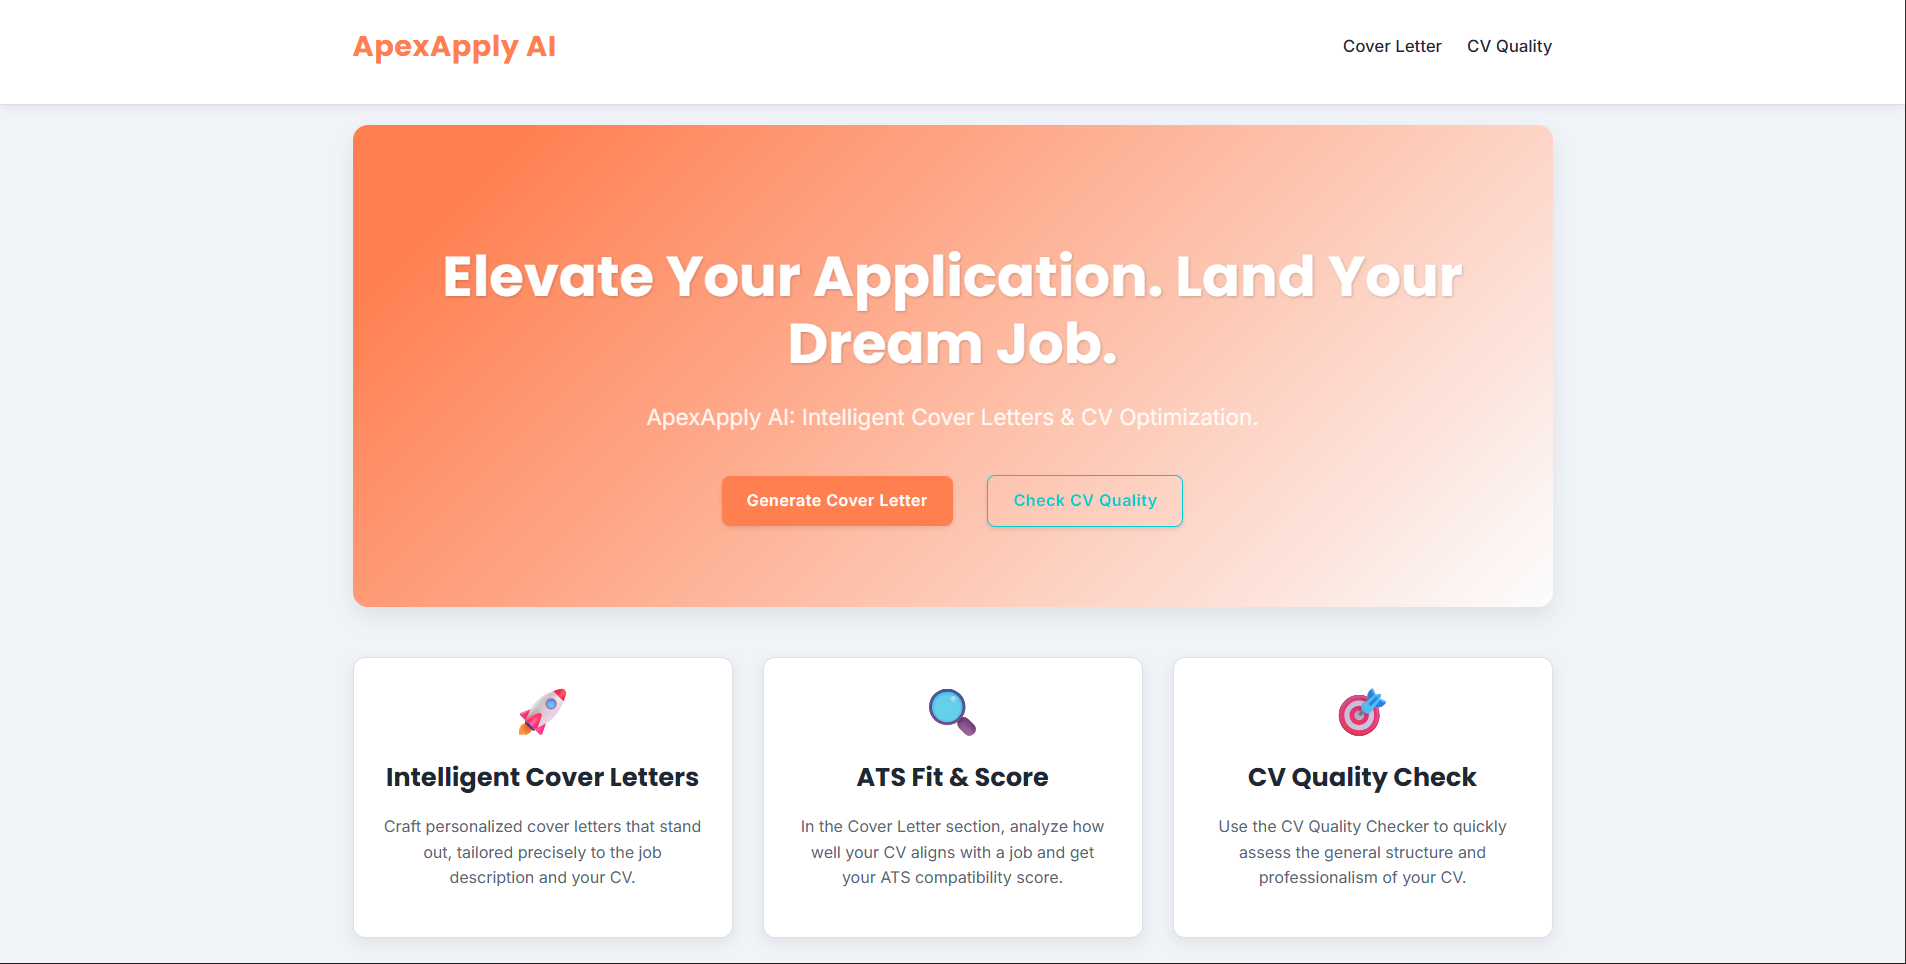 ApexApply AI
Cover Letter
CV Quality
Elevate Your Application. Land Your
Dream Job.
ApexApply AI: Intelligent Cover Letters & CV Optimization.
Generate Cover Letter
Check CV Quality
Intelligent Cover Letters
Craft personalized cover letters that stand
out, tailored precisely to the job
description and your CV.
ATS Fit & Score
In the Cover Letter section, analyze how
well your CV aligns with a job and get
your ATS compatibility score.
CV Quality Check
Use the CV Quality Checker to quickly
assess the general structure and
professionalism of your CV.